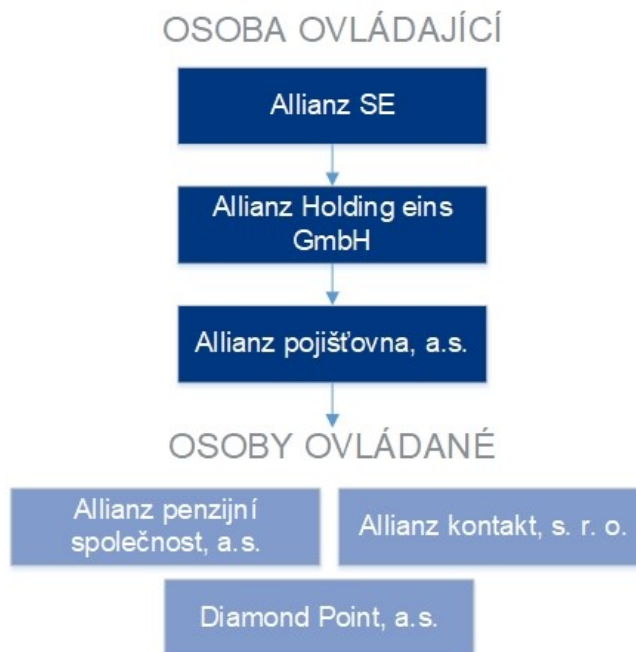 OSOBA OVLÁDAJÍCÍ
Allianz SE
Allianz Holding eins
GmbH
Allianz pojišťovna, a.s.
OSOBY OVLÁDANÉ
Allianz penzijní
společnost, a.s.
Allianz kontakt, s. r. o.
Diamond Point, a.s.